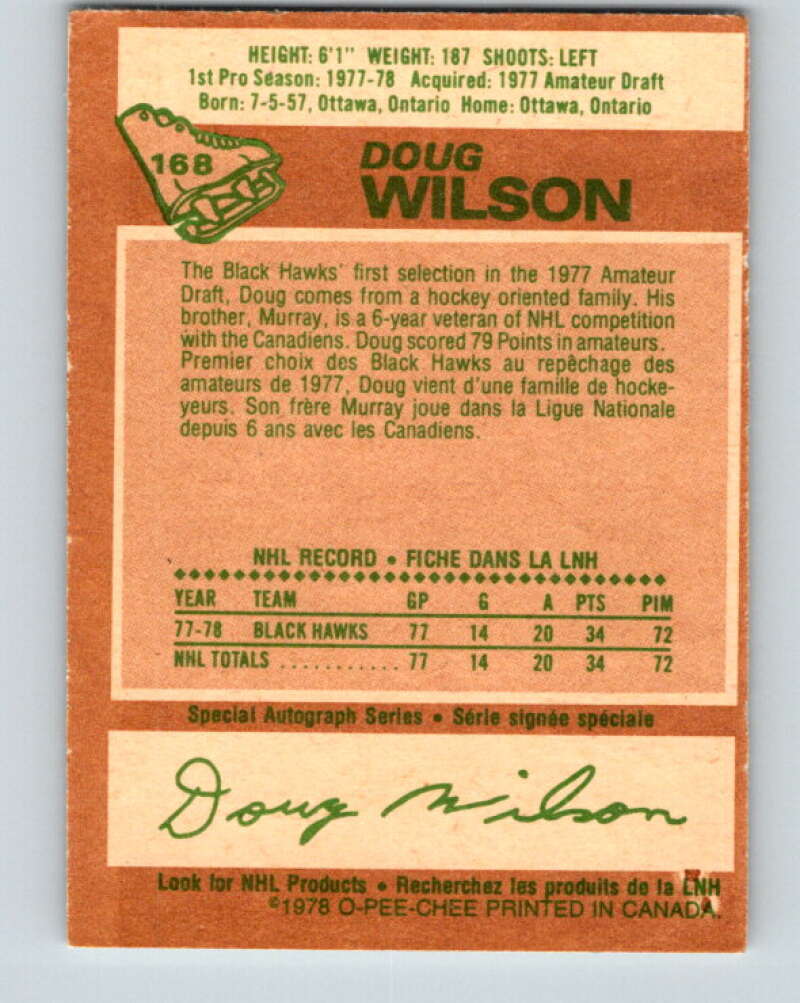 HEIGHT: 6'1" WEIGHT: 187 SHOOTS: LEFT
1st Pro Season: 1977-78 Acquired: 1977 Amateur Draft
Born: 7-5-57, Ottawa, Ontario Home: Ottawa, Ontario
168
DOUG
WILSON
The Black Hawks' first selection in the 1977 Amateur
Draft, Doug comes from a hockey oriented family. His
brother, Murray, is a 6-year veteran of NHL competition
with the Canadiens. Doug scored 79 Points in amateurs.
Premier choix des Black Hawks au repêchage des
amateurs de 1977, Doug vient d'une famille de hocke-
yeurs. Son frère Murray joue dans la Ligue Nationale
depuis 6 ans avec les Canadiens.
NHL RECORD • FICHE DANS LA LNH
YEAR TEAM GP G A PTS PIM
77-78 BLACK HAWKS 77 14 20 34 72
NHL TOTALS ........... 77 14 20 34 72
Special Autograph Series • Série signée spéciale
Doug Wilson
Look for NHL Products • Recherchez les produits de la LNH
©1978 O-PEE-CHEE PRINTED IN CANADA.